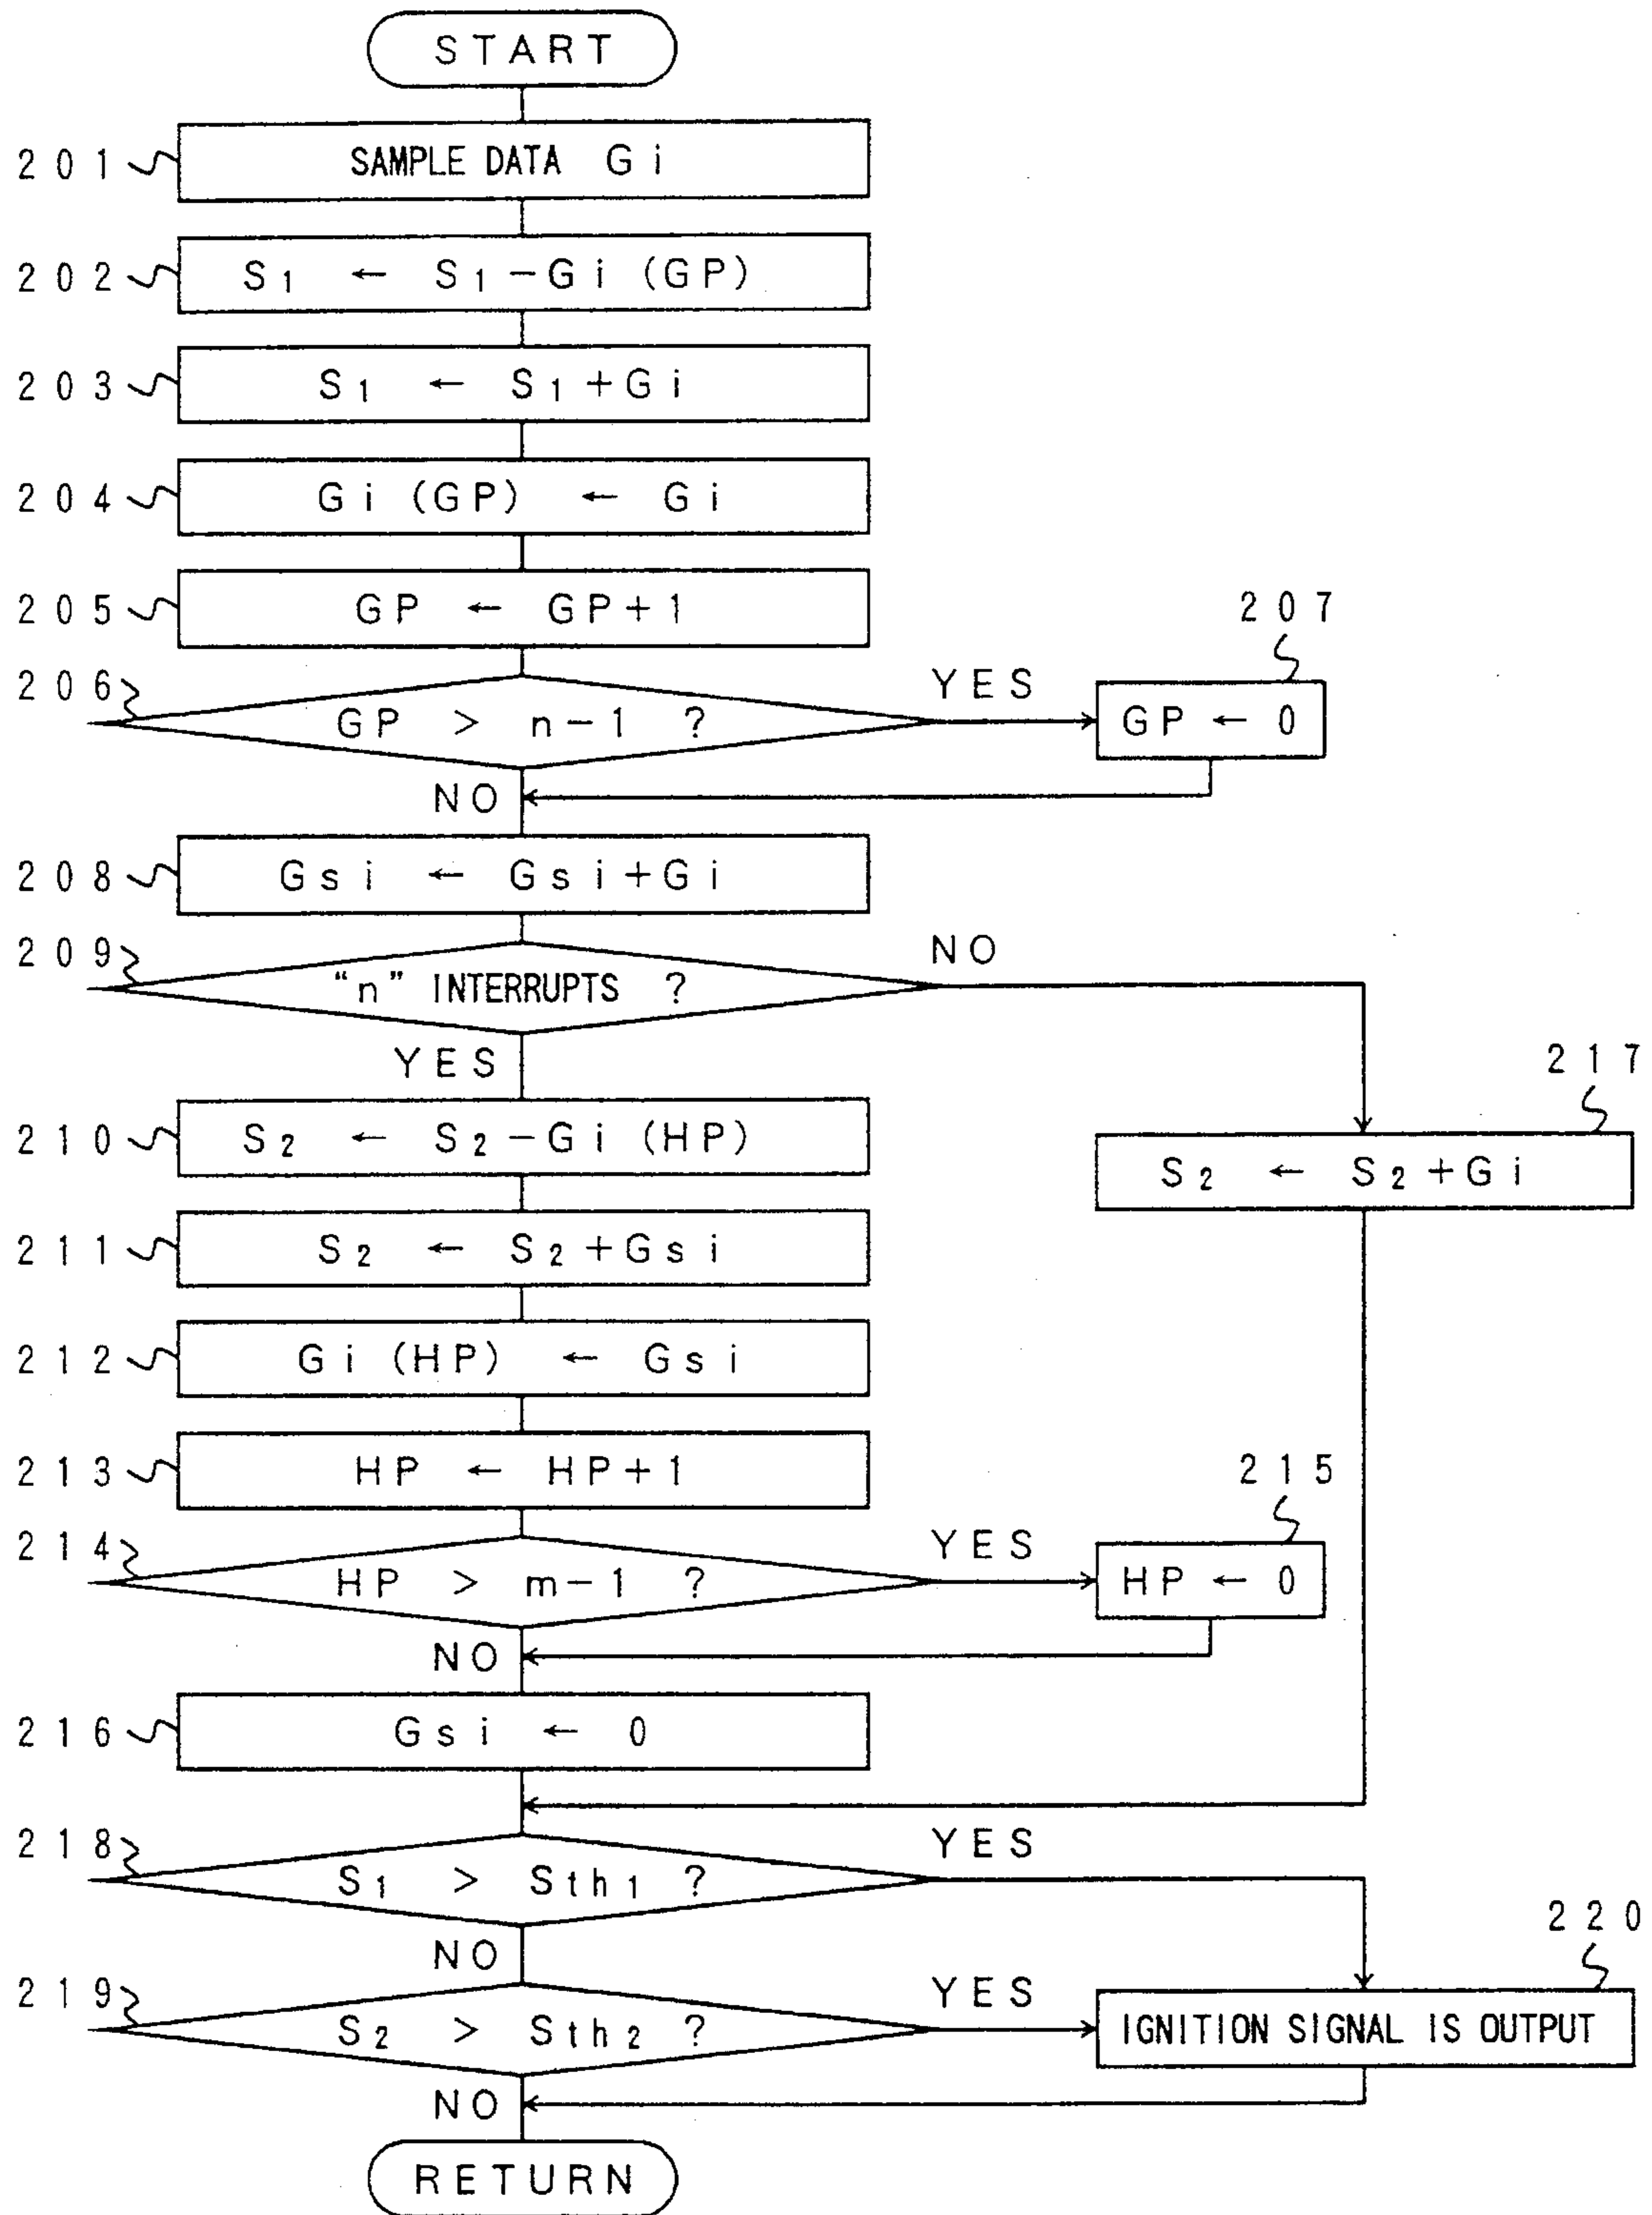 START
201 SAMPLE DATA Gi
202 S₁ ← S₁−Gi (GP)
203 S₁ ← S₁+Gi
204 Gi (GP) ← Gi
205 GP ← GP+1
207
206 GP > n−1 ? YES GP ← 0
NO
208 Gsi ← Gsi+Gi
209 “n” INTERRUPTS ? NO
YES
217
210 S₂ ← S₂−Gi (HP)
S₂ ← S₂+Gi
211 S₂ ← S₂+Gsi
212 Gi (HP) ← Gsi
213 HP ← HP+1
215
214 HP > m−1 ? YES HP ← 0
NO
216 Gsi ← 0
218 S₁ > Sth₁ ? YES
NO
220
219 S₂ > Sth₂ ? YES IGNITION SIGNAL IS OUTPUT
NO
RETURN